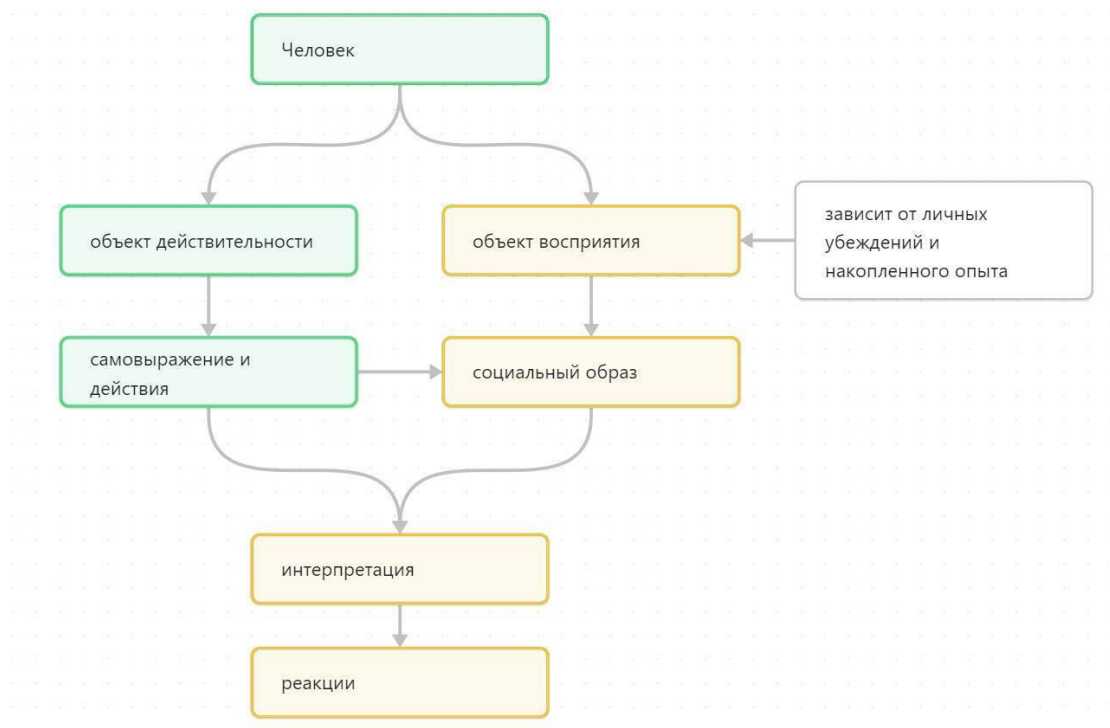 Человек
объект действительности
объект восприятия
зависит от личных
убеждений и
накопленного опыта
самовыражение и
действия
социальный образ
интерпретация
реакции